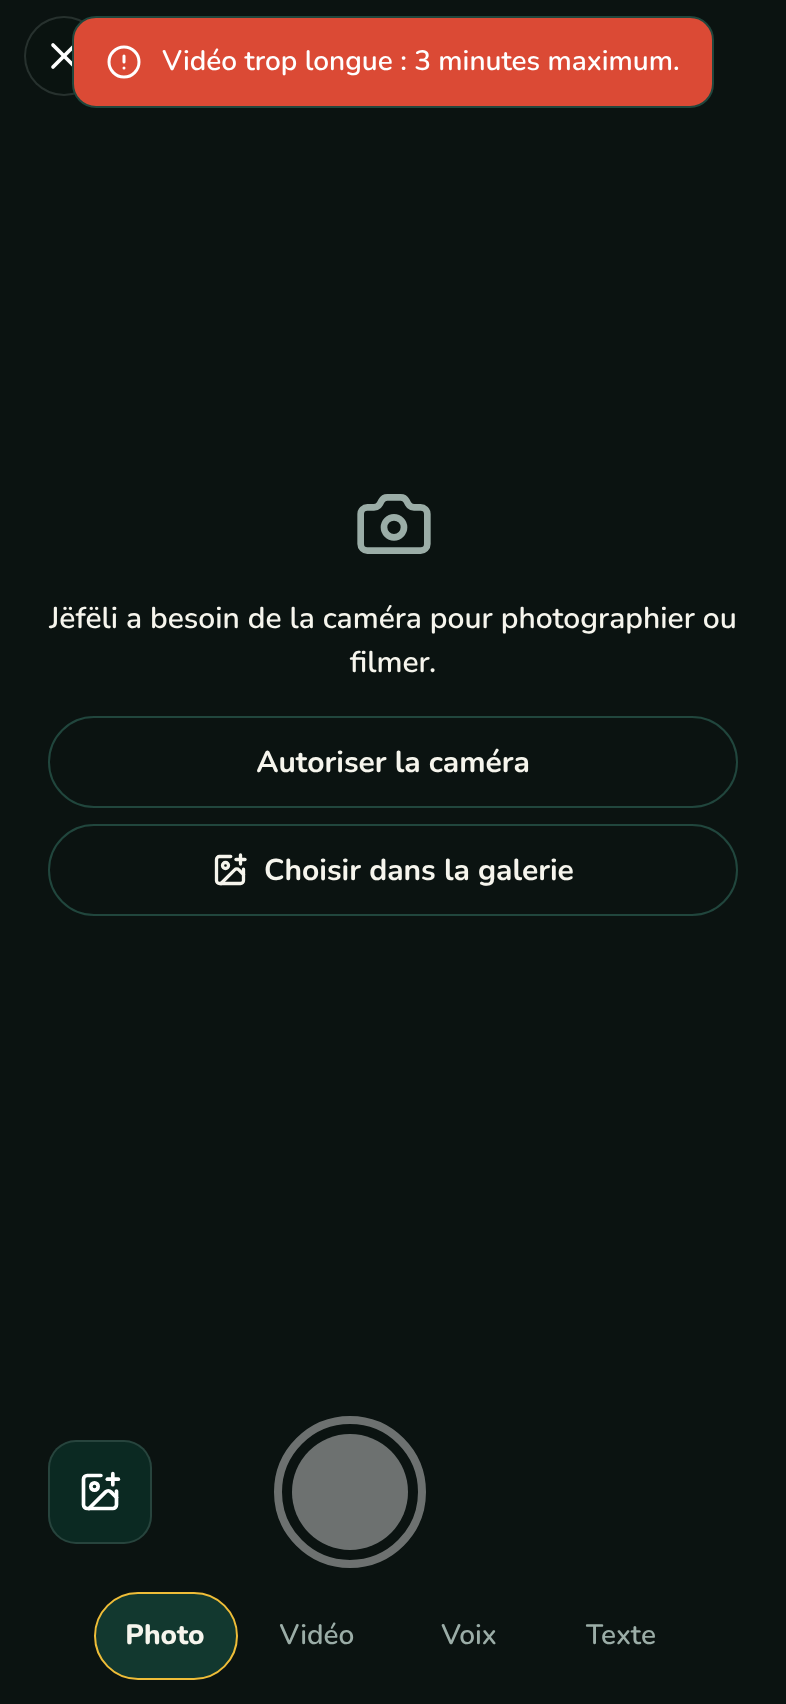 Vidéo trop longue : 3 minutes maximum.
Jëfëli a besoin de la caméra pour photographier ou
filmer.
Autoriser la caméra
Choisir dans la galerie
Photo
Vidéo
Voix
Texte